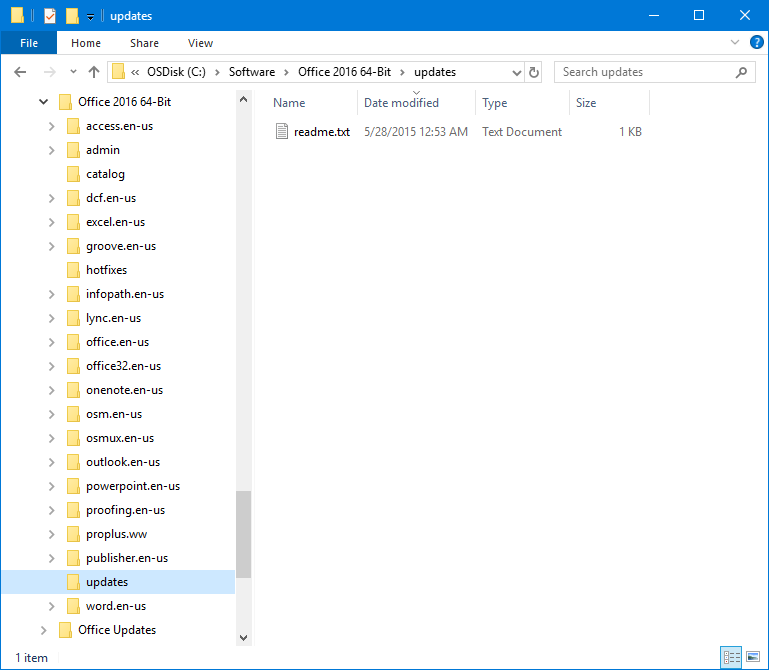 updates
File Home Share View
« OSDisk (C:) > Software > Office 2016 64-Bit > updates
Search updates
Office 2016 64-Bit
access.en-us
admin
catalog
dcf.en-us
excel.en-us
groove.en-us
hotfixes
infopath.en-us
lync.en-us
office.en-us
office32.en-us
onenote.en-us
osm.en-us
osmux.en-us
outlook.en-us
powerpoint.en-us
proofing.en-us
proplus.ww
publisher.en-us
updates
word.en-us
Office Updates
Name Date modified Type Size
readme.txt 5/28/2015 12:53 AM Text Document 1 KB
1 item